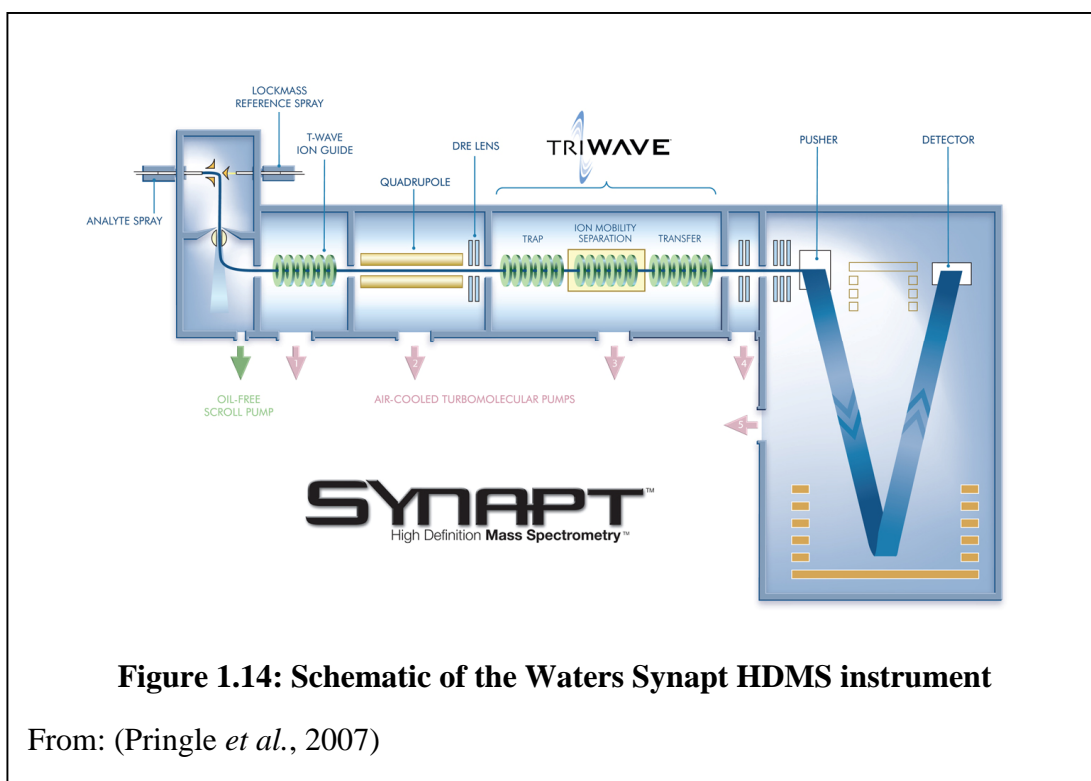 LOCKMASS
REFERENCE SPRAY
T-WAVE
ION GUIDE
DRE LENS
TRIWAVE
PUSHER
DETECTOR
QUADRUPOLE
ANALYTE SPRAY
TRAP
ION MOBILITY
SEPARATION
TRANSFER
1
2
3
4
5
OIL-FREE
SCROLL PUMP
AIR-COOLED TURBOMOLECULAR PUMPS
SYNAPT™
High Definition Mass Spectrometry™
Figure 1.14: Schematic of the Waters Synapt HDMS instrument
From: (Pringle et al., 2007)